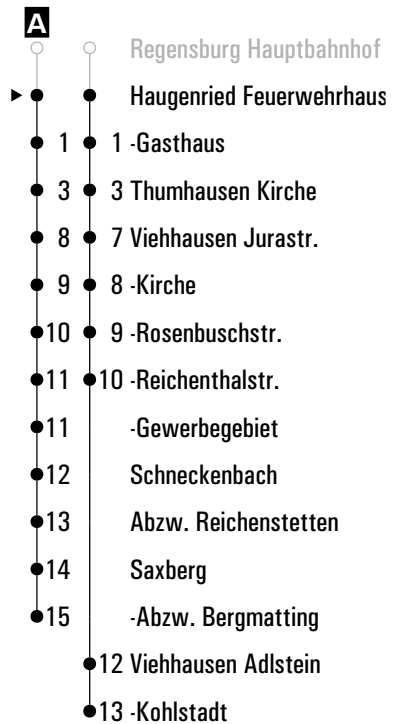 A
Regensburg Hauptbahnhof
Haugenried Feuerwehrhaus
1 1 -Gasthaus
3 3 Thumhausen Kirche
8 7 Viehhausen Jurastr.
9 8 -Kirche
10 9 -Rosenbuschstr.
11 10 -Reichenthalstr.
11 -Gewerbegebiet
12 Schneckenbach
13 Abzw. Reichenstetten
14 Saxberg
15 -Abzw. Bergmatting
12 Viehhausen Adlstein
13 -Kohlstadt